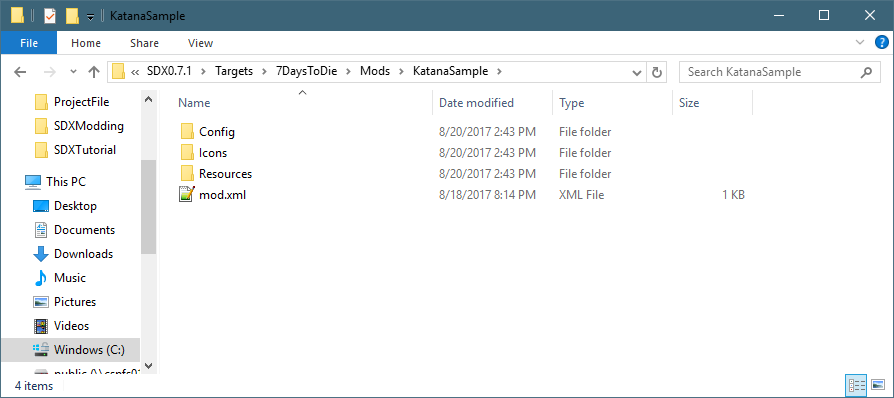 KatanaSample
File Home Share View
« SDX0.7.1 › Targets › 7DaysToDie › Mods › KatanaSample ›
Search KatanaSample
Name Date modified Type Size
ProjectFile
SDXModding
SDXTutorial
This PC
Desktop
Documents
Downloads
Music
Pictures
Videos
Windows (C:)
Config 8/20/2017 2:43 PM File folder
Icons 8/20/2017 2:43 PM File folder
Resources 8/20/2017 2:43 PM File folder
mod.xml 8/18/2017 8:14 PM XML File 1 KB
4 items